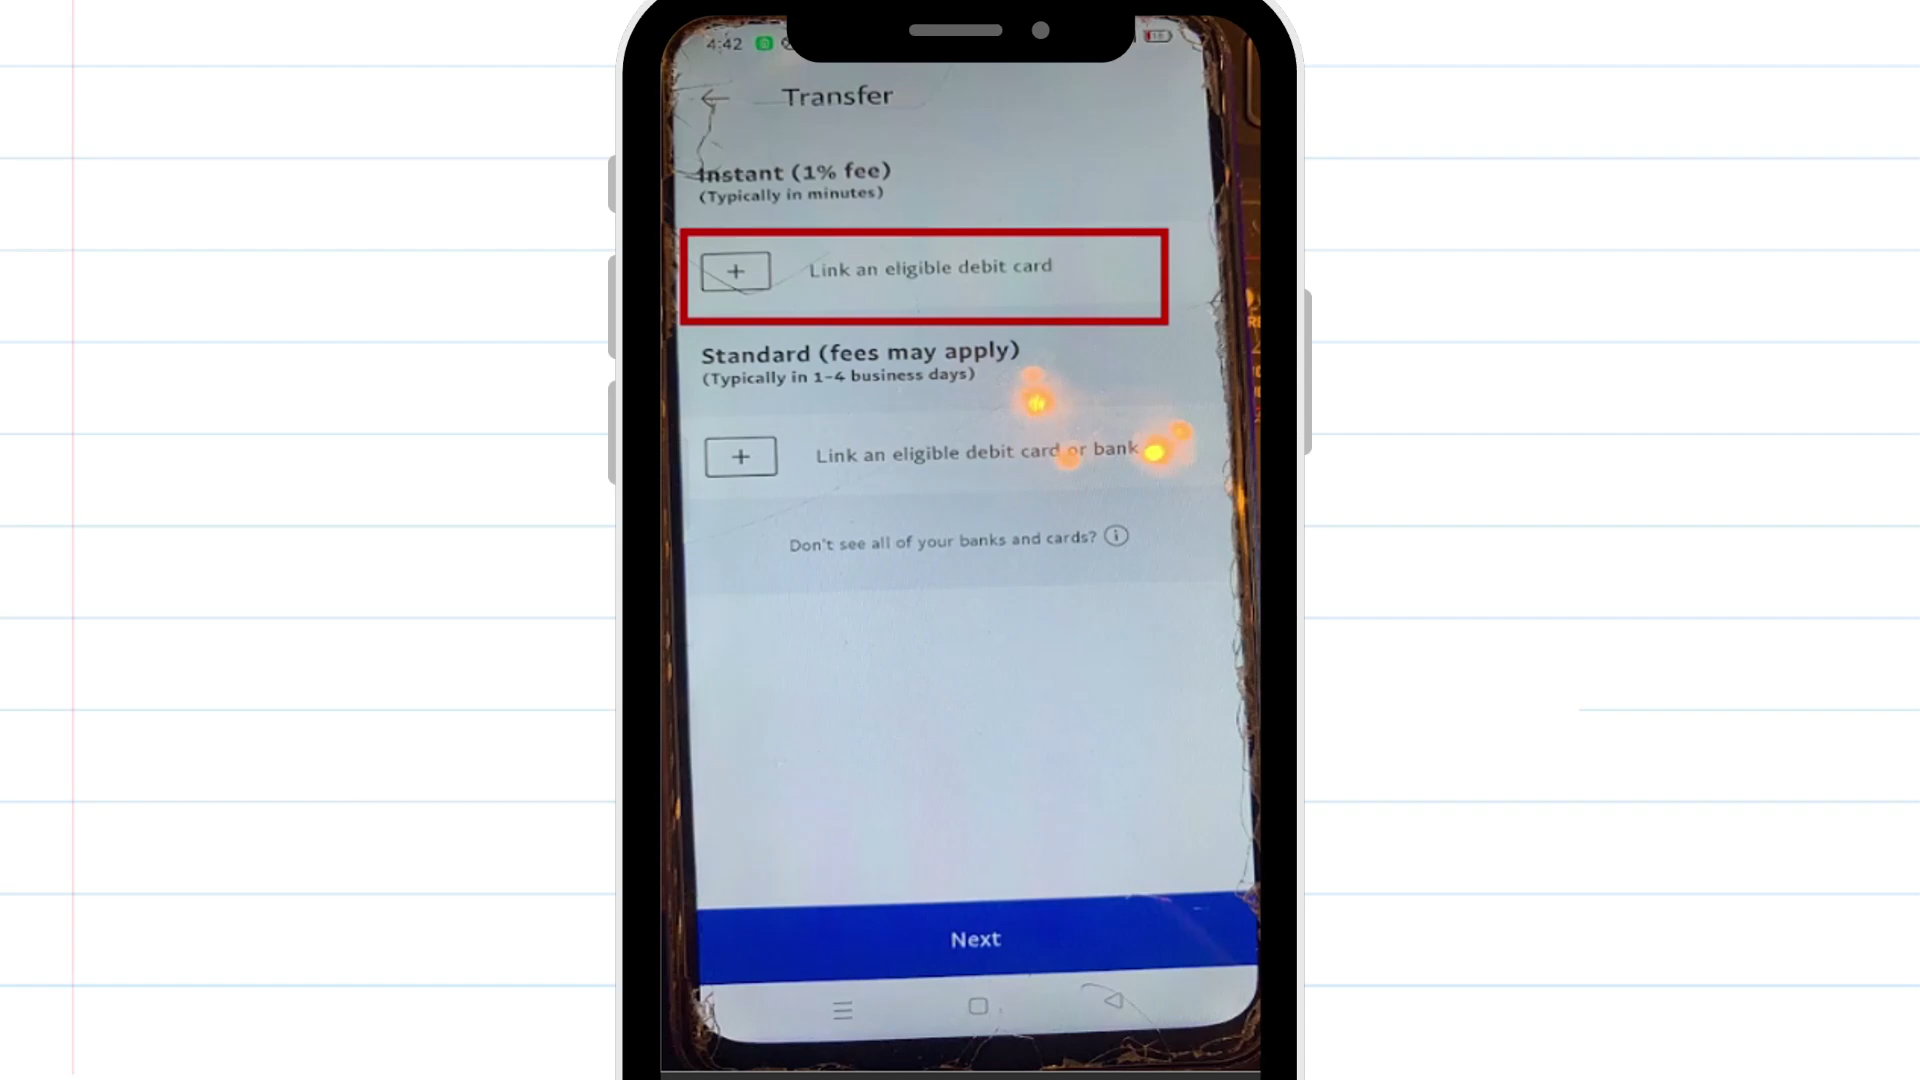 4:42
Transfer
Instant (1% fee)
(Typically in minutes)
+ Link an eligible debit card
Standard (fees may apply)
(Typically in 1-4 business days)
+ Link an eligible debit card or bank
Don't see all of your banks and cards? i
Next